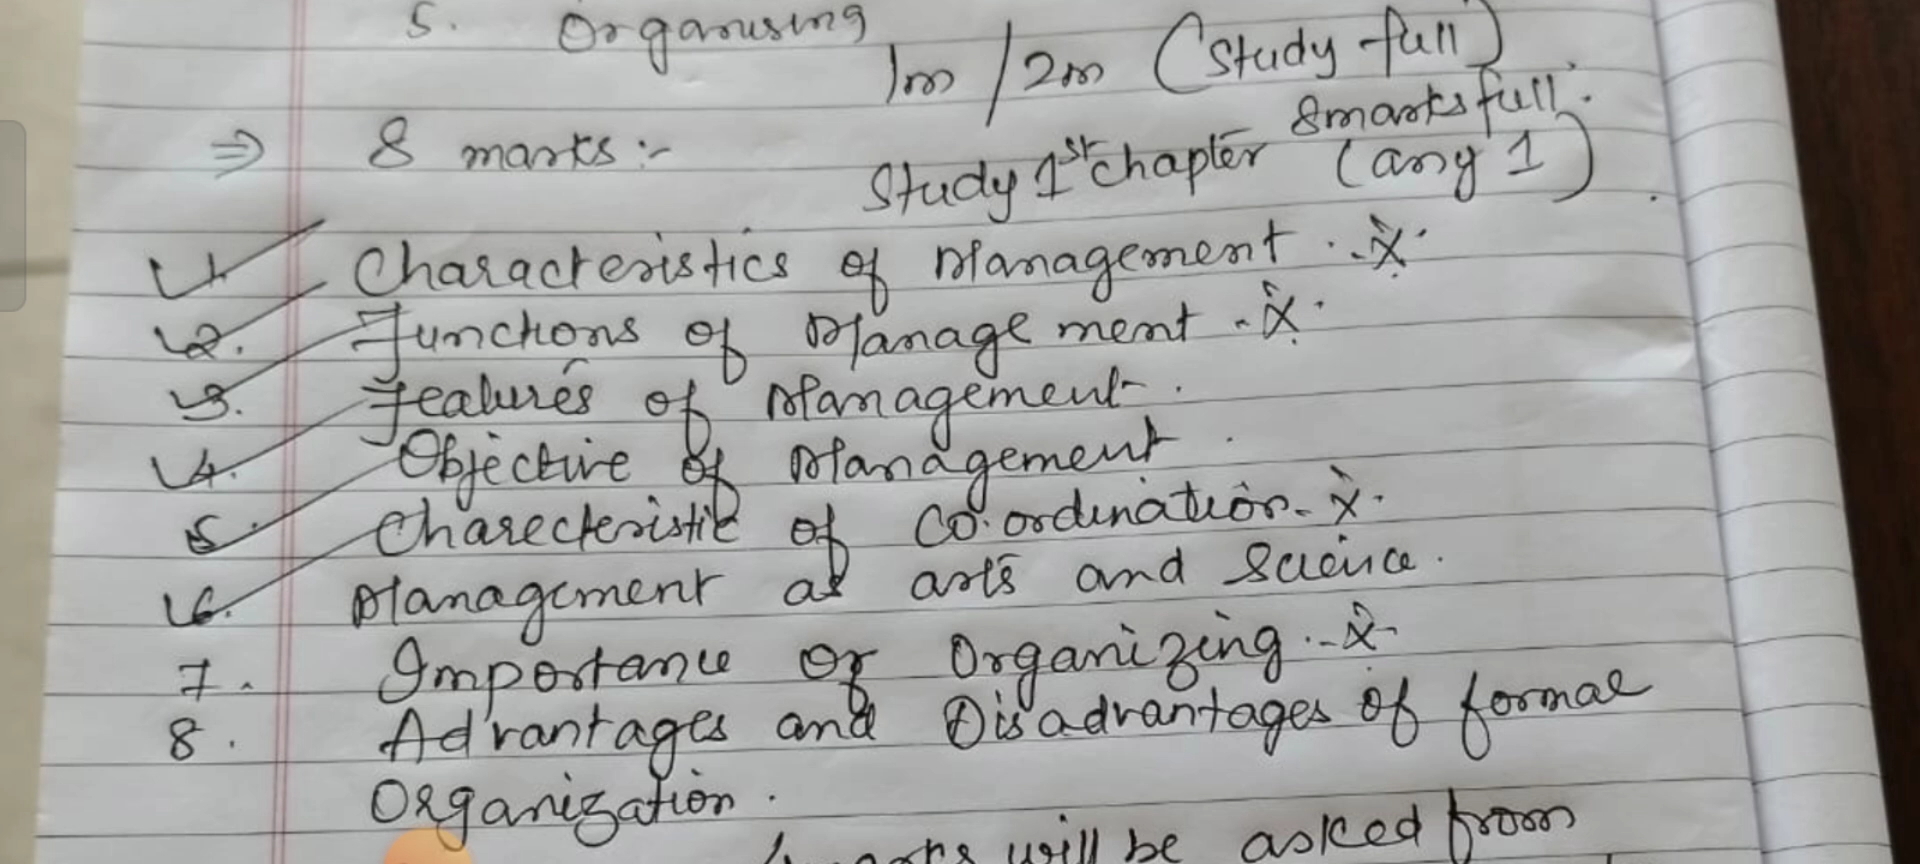 5. Organising
1m / 2m (Study full)
⇒ 8 marks :-
8marks full.
Study 1st chapter (any 1)
1. Characteristics of Management . ※
2. Functions of Management - ※
3. Features of Management .
4. Objective of Management .
5. Charecteristic of Co.ordination - ※
6. Management as arts and Science .
7. Importance of Organizing . - ※
8. Advantages and Disadvantages of formal
Organization .
will be asked from